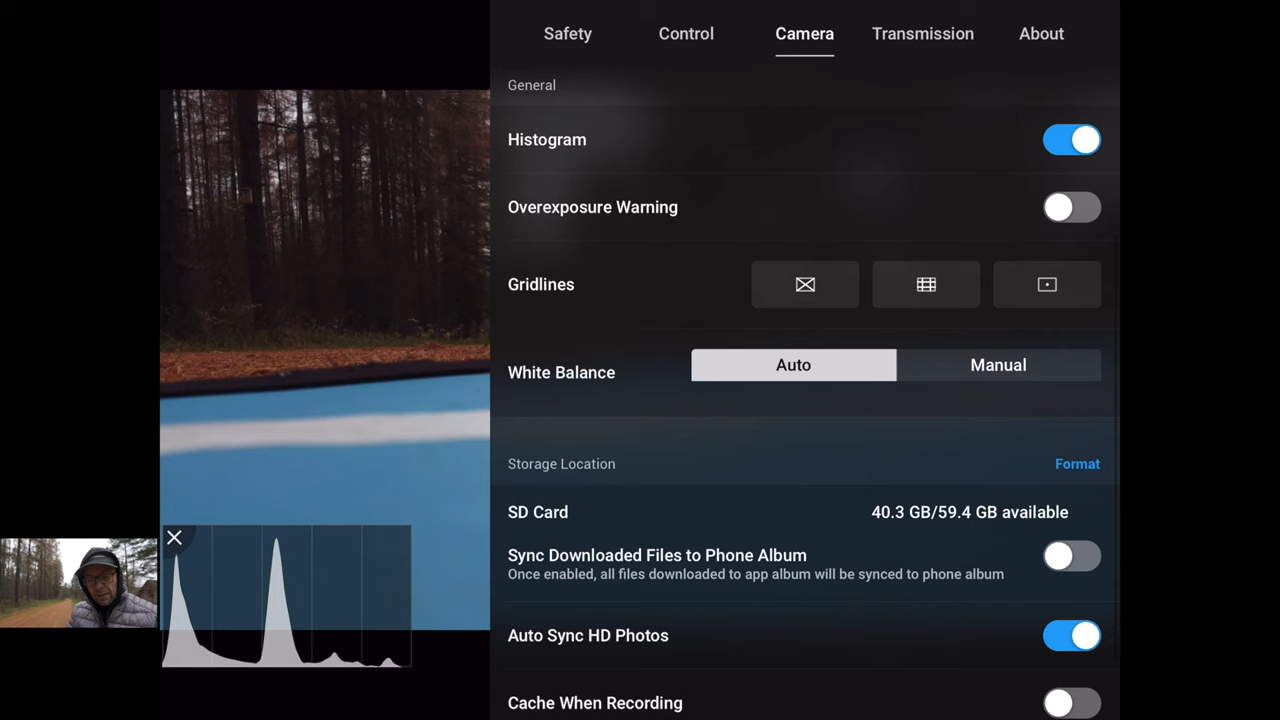 Safety Control Camera Transmission About
General
Histogram
Overexposure Warning
Gridlines
White Balance Auto Manual
Storage Location Format
SD Card 40.3 GB/59.4 GB available
Sync Downloaded Files to Phone Album
Once enabled, all files downloaded to app album will be synced to phone album
Auto Sync HD Photos
Cache When Recording